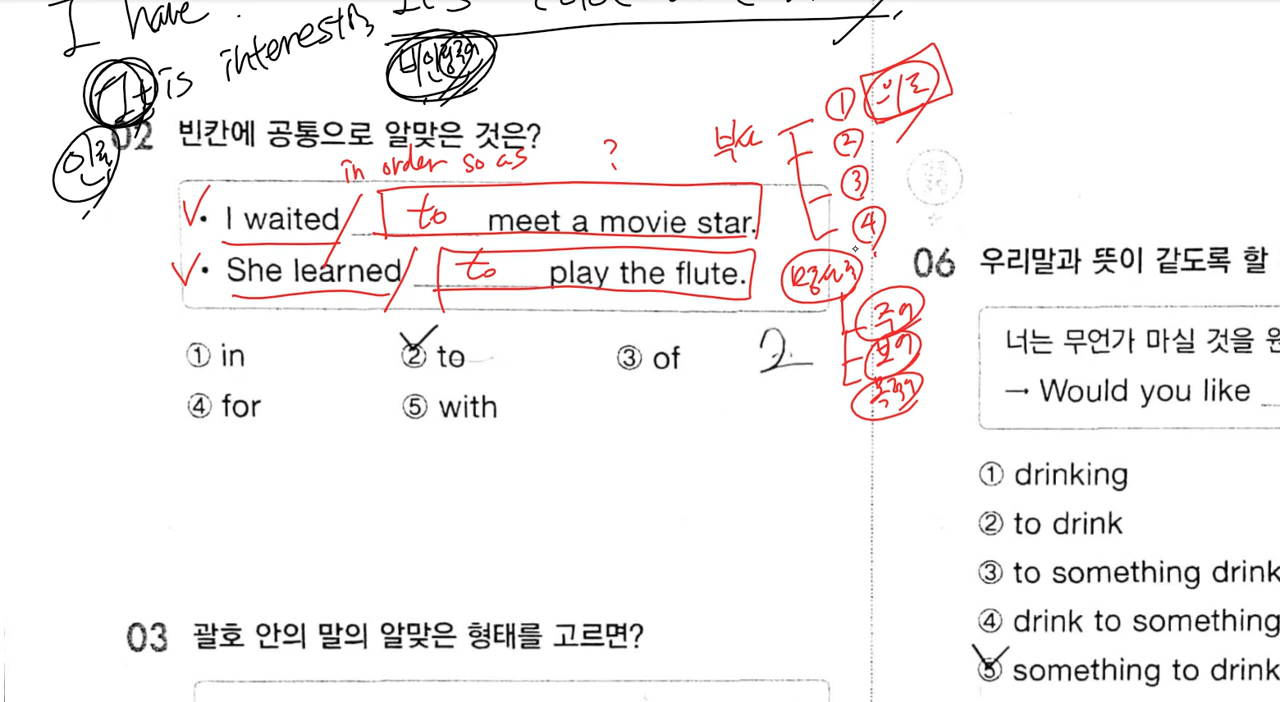 I have
It is interesting
비인칭주어
02 빈칸에 공통으로 알맞은 것은?
in order so as ?
• I waited to meet a movie star.
• She learned to play the flute.
① in ② to ③ of
④ for ⑤ with
2
부사
① 의도
②
③
④
명사적
주어
보어
목적어
03 괄호 안의 말의 알맞은 형태를 고르면?
06 우리말과 뜻이 같도록 할
너는 무언가 마실 것을
→ Would you like
① drinking
② to drink
③ to something drink
④ drink to something
⑤ something to drink